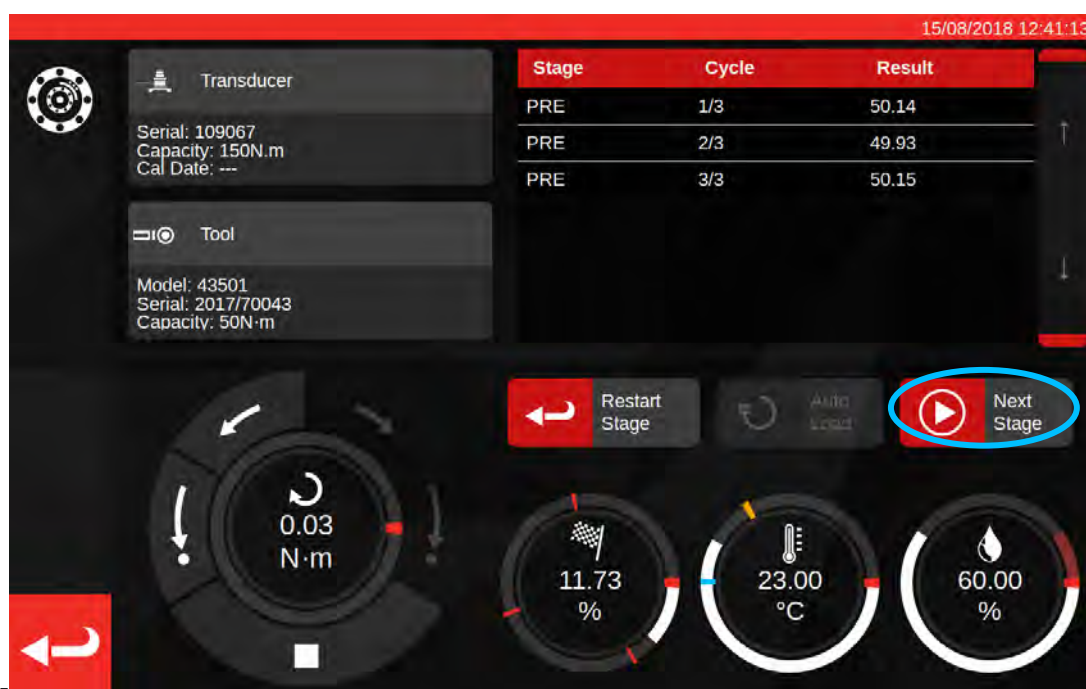 15/08/2018 12:41:13
Transducer
Serial: 109067
Capacity: 150N.m
Cal Date: ---
Tool
Model: 43501
Serial: 2017/70043
Capacity: 50N·m
Stage Cycle Result
PRE 1/3 50.14
PRE 2/3 49.93
PRE 3/3 50.15
Restart
Stage
Auto
Load
Next
Stage
0.03
N·m
11.73
%
23.00
°C
60.00
%